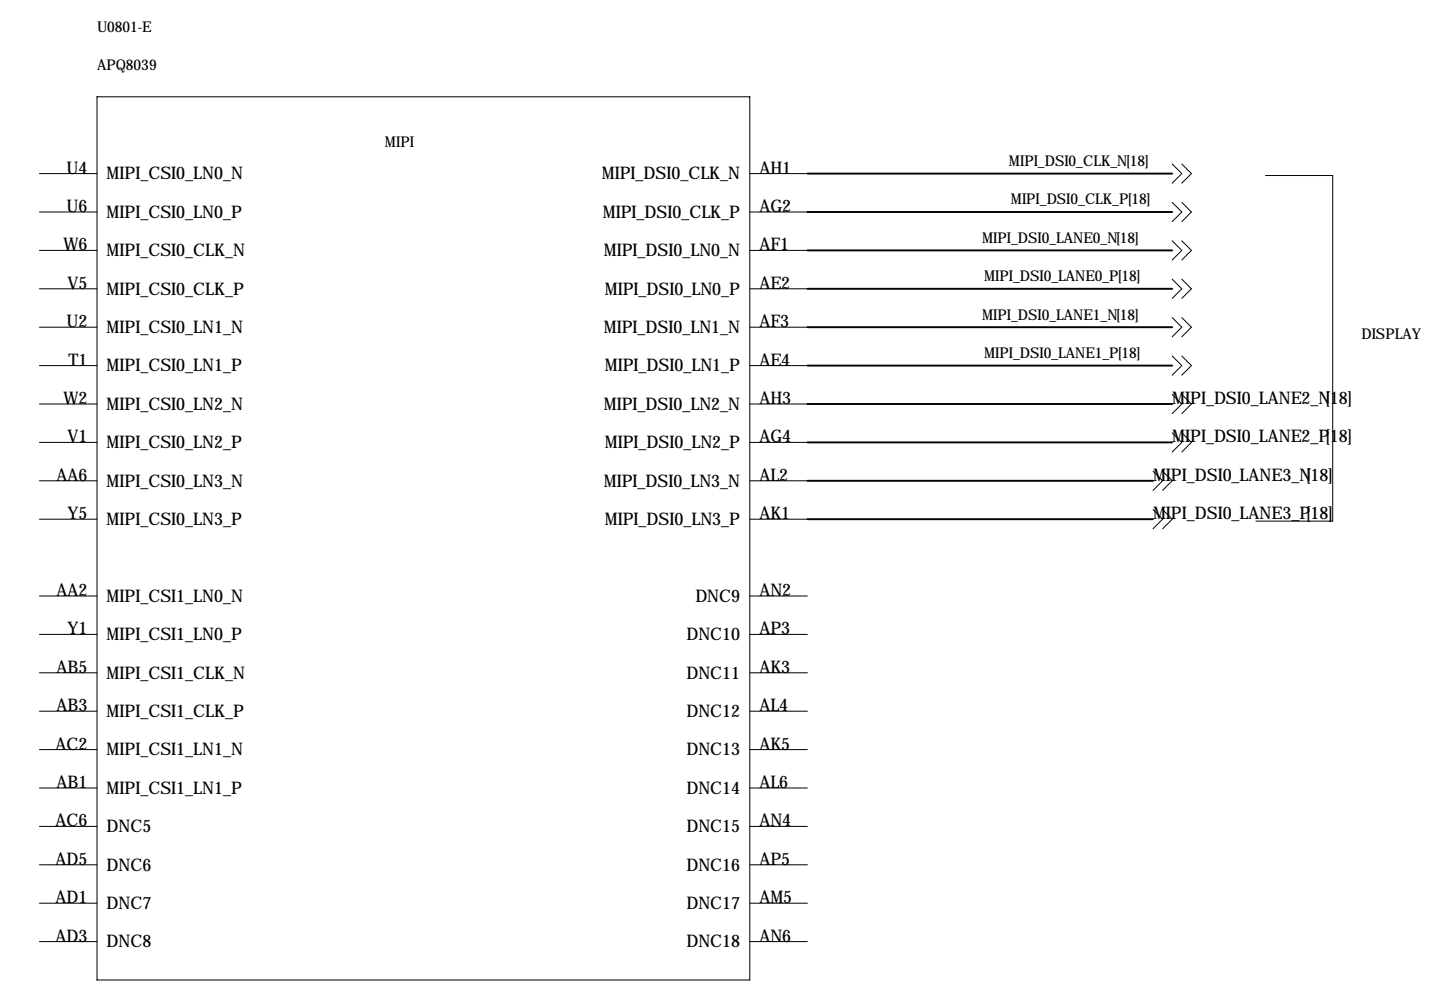 U0801-E
APQ8039
MIPI
U4 MIPI_CSI0_LN0_N MIPI_DSI0_CLK_N AH1 MIPI_DSI0_CLK_N[18]
U6 MIPI_CSI0_LN0_P MIPI_DSI0_CLK_P AG2 MIPI_DSI0_CLK_P[18]
W6 MIPI_CSI0_CLK_N MIPI_DSI0_LN0_N AF1 MIPI_DSI0_LANE0_N[18]
V5 MIPI_CSI0_CLK_P MIPI_DSI0_LN0_P AE2 MIPI_DSI0_LANE0_P[18]
U2 MIPI_CSI0_LN1_N MIPI_DSI0_LN1_N AF3 MIPI_DSI0_LANE1_N[18]
DISPLAY
T1 MIPI_CSI0_LN1_P MIPI_DSI0_LN1_P AE4 MIPI_DSI0_LANE1_P[18]
W2 MIPI_CSI0_LN2_N MIPI_DSI0_LN2_N AH3 MIPI_DSI0_LANE2_N[18]
V1 MIPI_CSI0_LN2_P MIPI_DSI0_LN2_P AG4 MIPI_DSI0_LANE2_P[18]
AA6 MIPI_CSI0_LN3_N MIPI_DSI0_LN3_N AL2 MIPI_DSI0_LANE3_N[18]
Y5 MIPI_CSI0_LN3_P MIPI_DSI0_LN3_P AK1 MIPI_DSI0_LANE3_P[18]
AA2 MIPI_CSI1_LN0_N DNC9 AN2
Y1 MIPI_CSI1_LN0_P DNC10 AP3
AB5 MIPI_CSI1_CLK_N DNC11 AK3
AB3 MIPI_CSI1_CLK_P DNC12 AL4
AC2 MIPI_CSI1_LN1_N DNC13 AK5
AB1 MIPI_CSI1_LN1_P DNC14 AL6
AC6 DNC5 DNC15 AN4
AD5 DNC6 DNC16 AP5
AD1 DNC7 DNC17 AM5
AD3 DNC8 DNC18 AN6